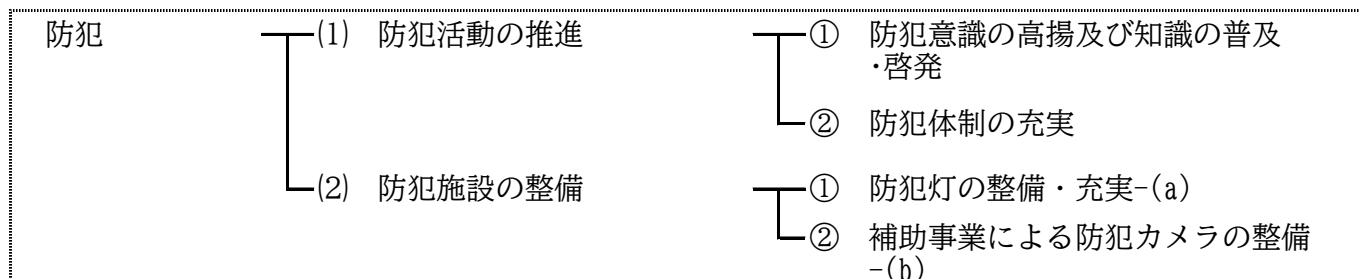 防犯 ⑴ 防犯活動の推進 ① 防犯意識の高揚及び知識の普及
・啓発
② 防犯体制の充実
⑵ 防犯施設の整備 ① 防犯灯の整備・充実-(a)
② 補助事業による防犯カメラの整備
-(b)